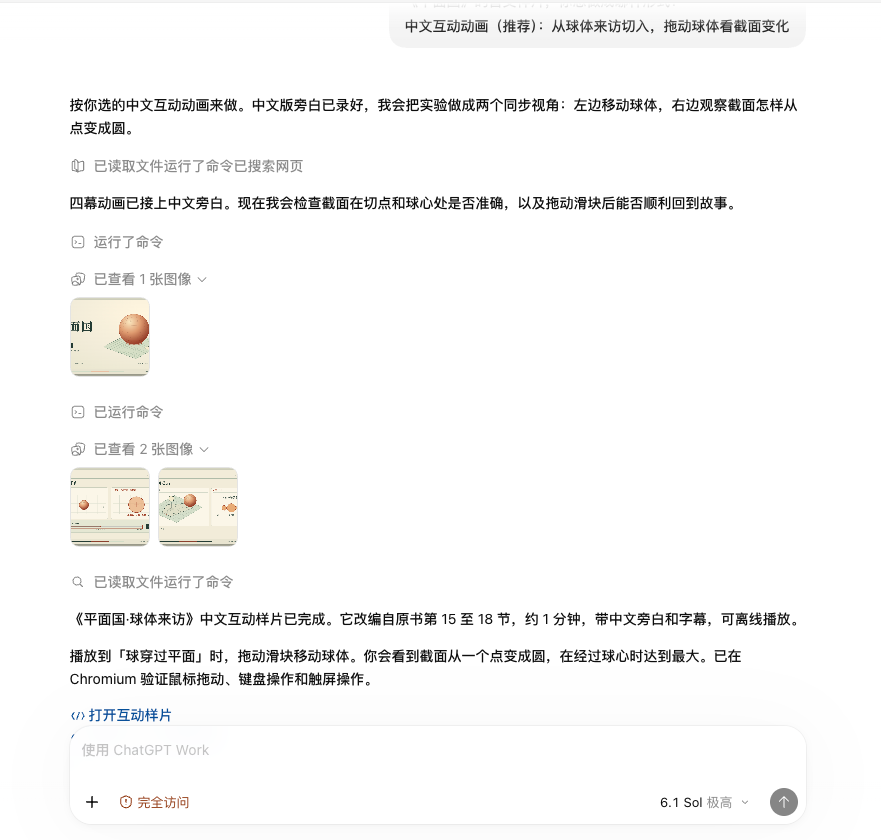 中文互动动画（推荐）：从球体来访切入，拖动球体看截面变化
按你选的中文互动动画来做。中文版旁白已录好，我会把实验做成两个同步视角：左边移动球体，右边观察截面怎样从
点变成圆。
已读取文件运行了命令已搜索网页
四幕动画已接上中文旁白。现在我会检查截面在切点和球心处是否准确，以及拖动滑块后能否顺利回到故事。
运行了命令
已查看 1 张图像
面国
已运行命令
已查看 2 张图像
已读取文件运行了命令
《平面国·球体来访》中文互动样片已完成。它改编自原书第 15 至 18 节，约 1 分钟，带中文旁白和字幕，可离线播放。
播放到「球穿过平面」时，拖动滑块移动球体。你会看到截面从一个点变成圆，在经过球心时达到最大。已在
Chromium 验证鼠标拖动、键盘操作和触屏操作。
打开互动样片
使用 ChatGPT Work
完全访问
6.1 Sol 极高